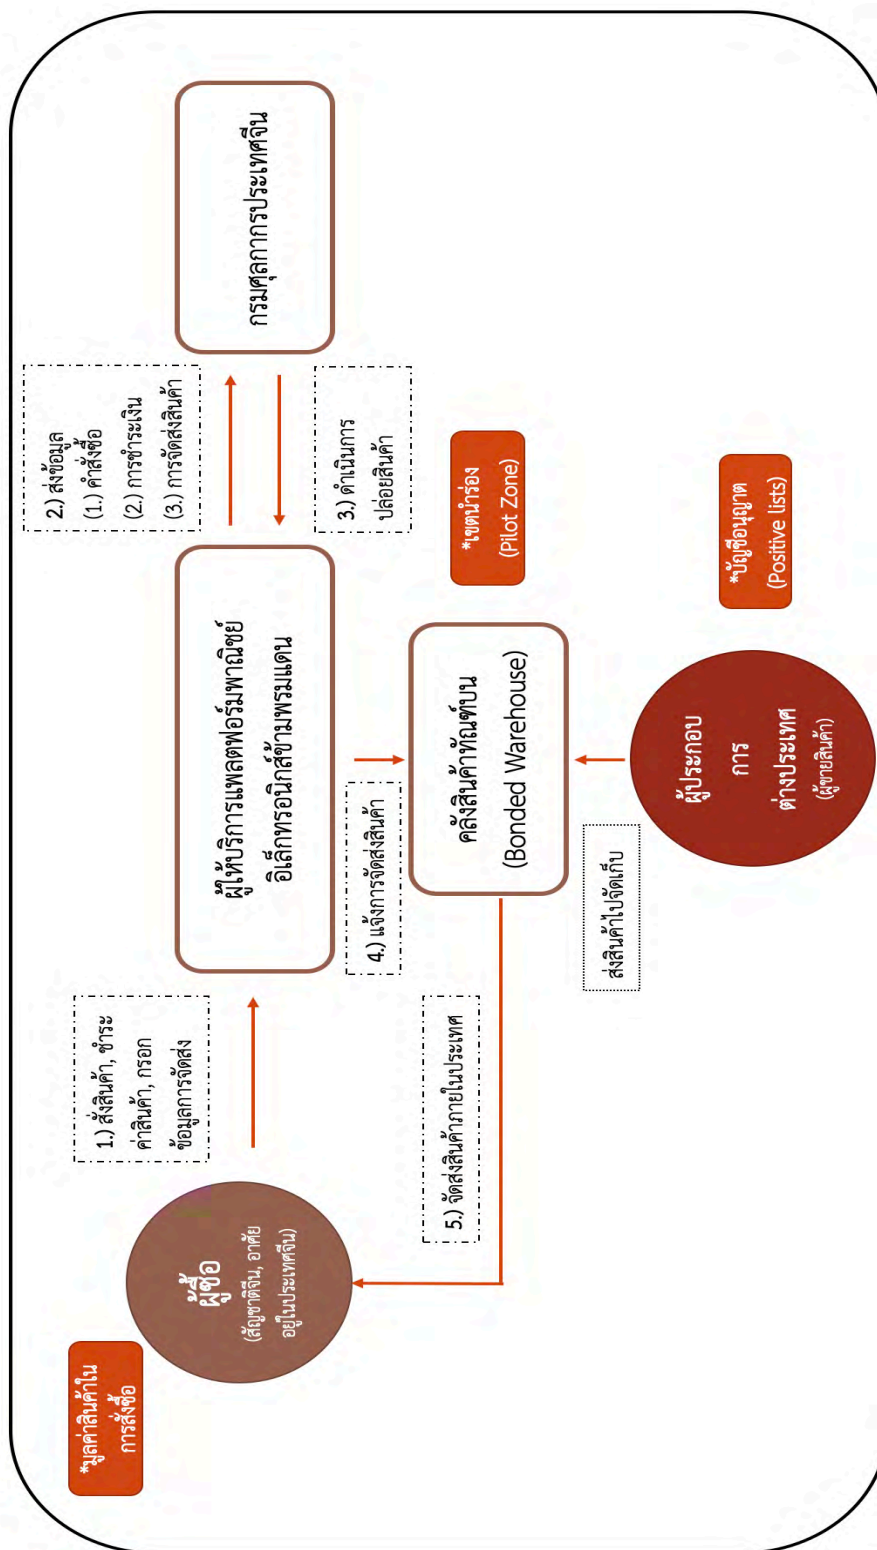 *มูลค่าสินค้าใน
การสั่งซื้อ
ผู้ซื้อ
(สัญชาติจีน, อาศัย
อยู่ในประเทศจีน)
1.) สั่งสินค้า, ชำระ
ค่าสินค้า, กรอก
ข้อมูลการจัดส่ง
ผู้ให้บริการแพลตฟอร์มพาณิชย์
อิเล็กทรอนิกส์ข้ามพรมแดน
2.) ส่งข้อมูล
(1.) คำสั่งซื้อ
(2.) การชำระเงิน
(3.) การจัดส่งสินค้า
กรมศุลกากรประเทศจีน
3.) ดำเนินการ
ปล่อยสินค้า
4.) แจ้งการจัดส่งสินค้า
คลังสินค้าทัณฑ์บน
(Bonded Warehouse)
*เขตนำร่อง
(Pilot Zone)
5.) จัดส่งสินค้าภายในประเทศ
ส่งสินค้าไปจัดเก็บ
ผู้ประกอบ
การ
ต่างประเทศ
(ผู้ขายสินค้า)
*บัญชีอนุญาต
(Positive lists)